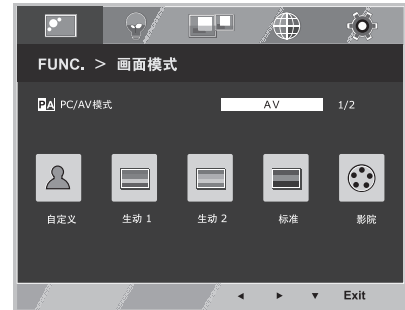 FUNC. > 画面模式
PA PC/AV模式 AV 1/2
自定义 生动 1 生动 2 标准 影院
Exit